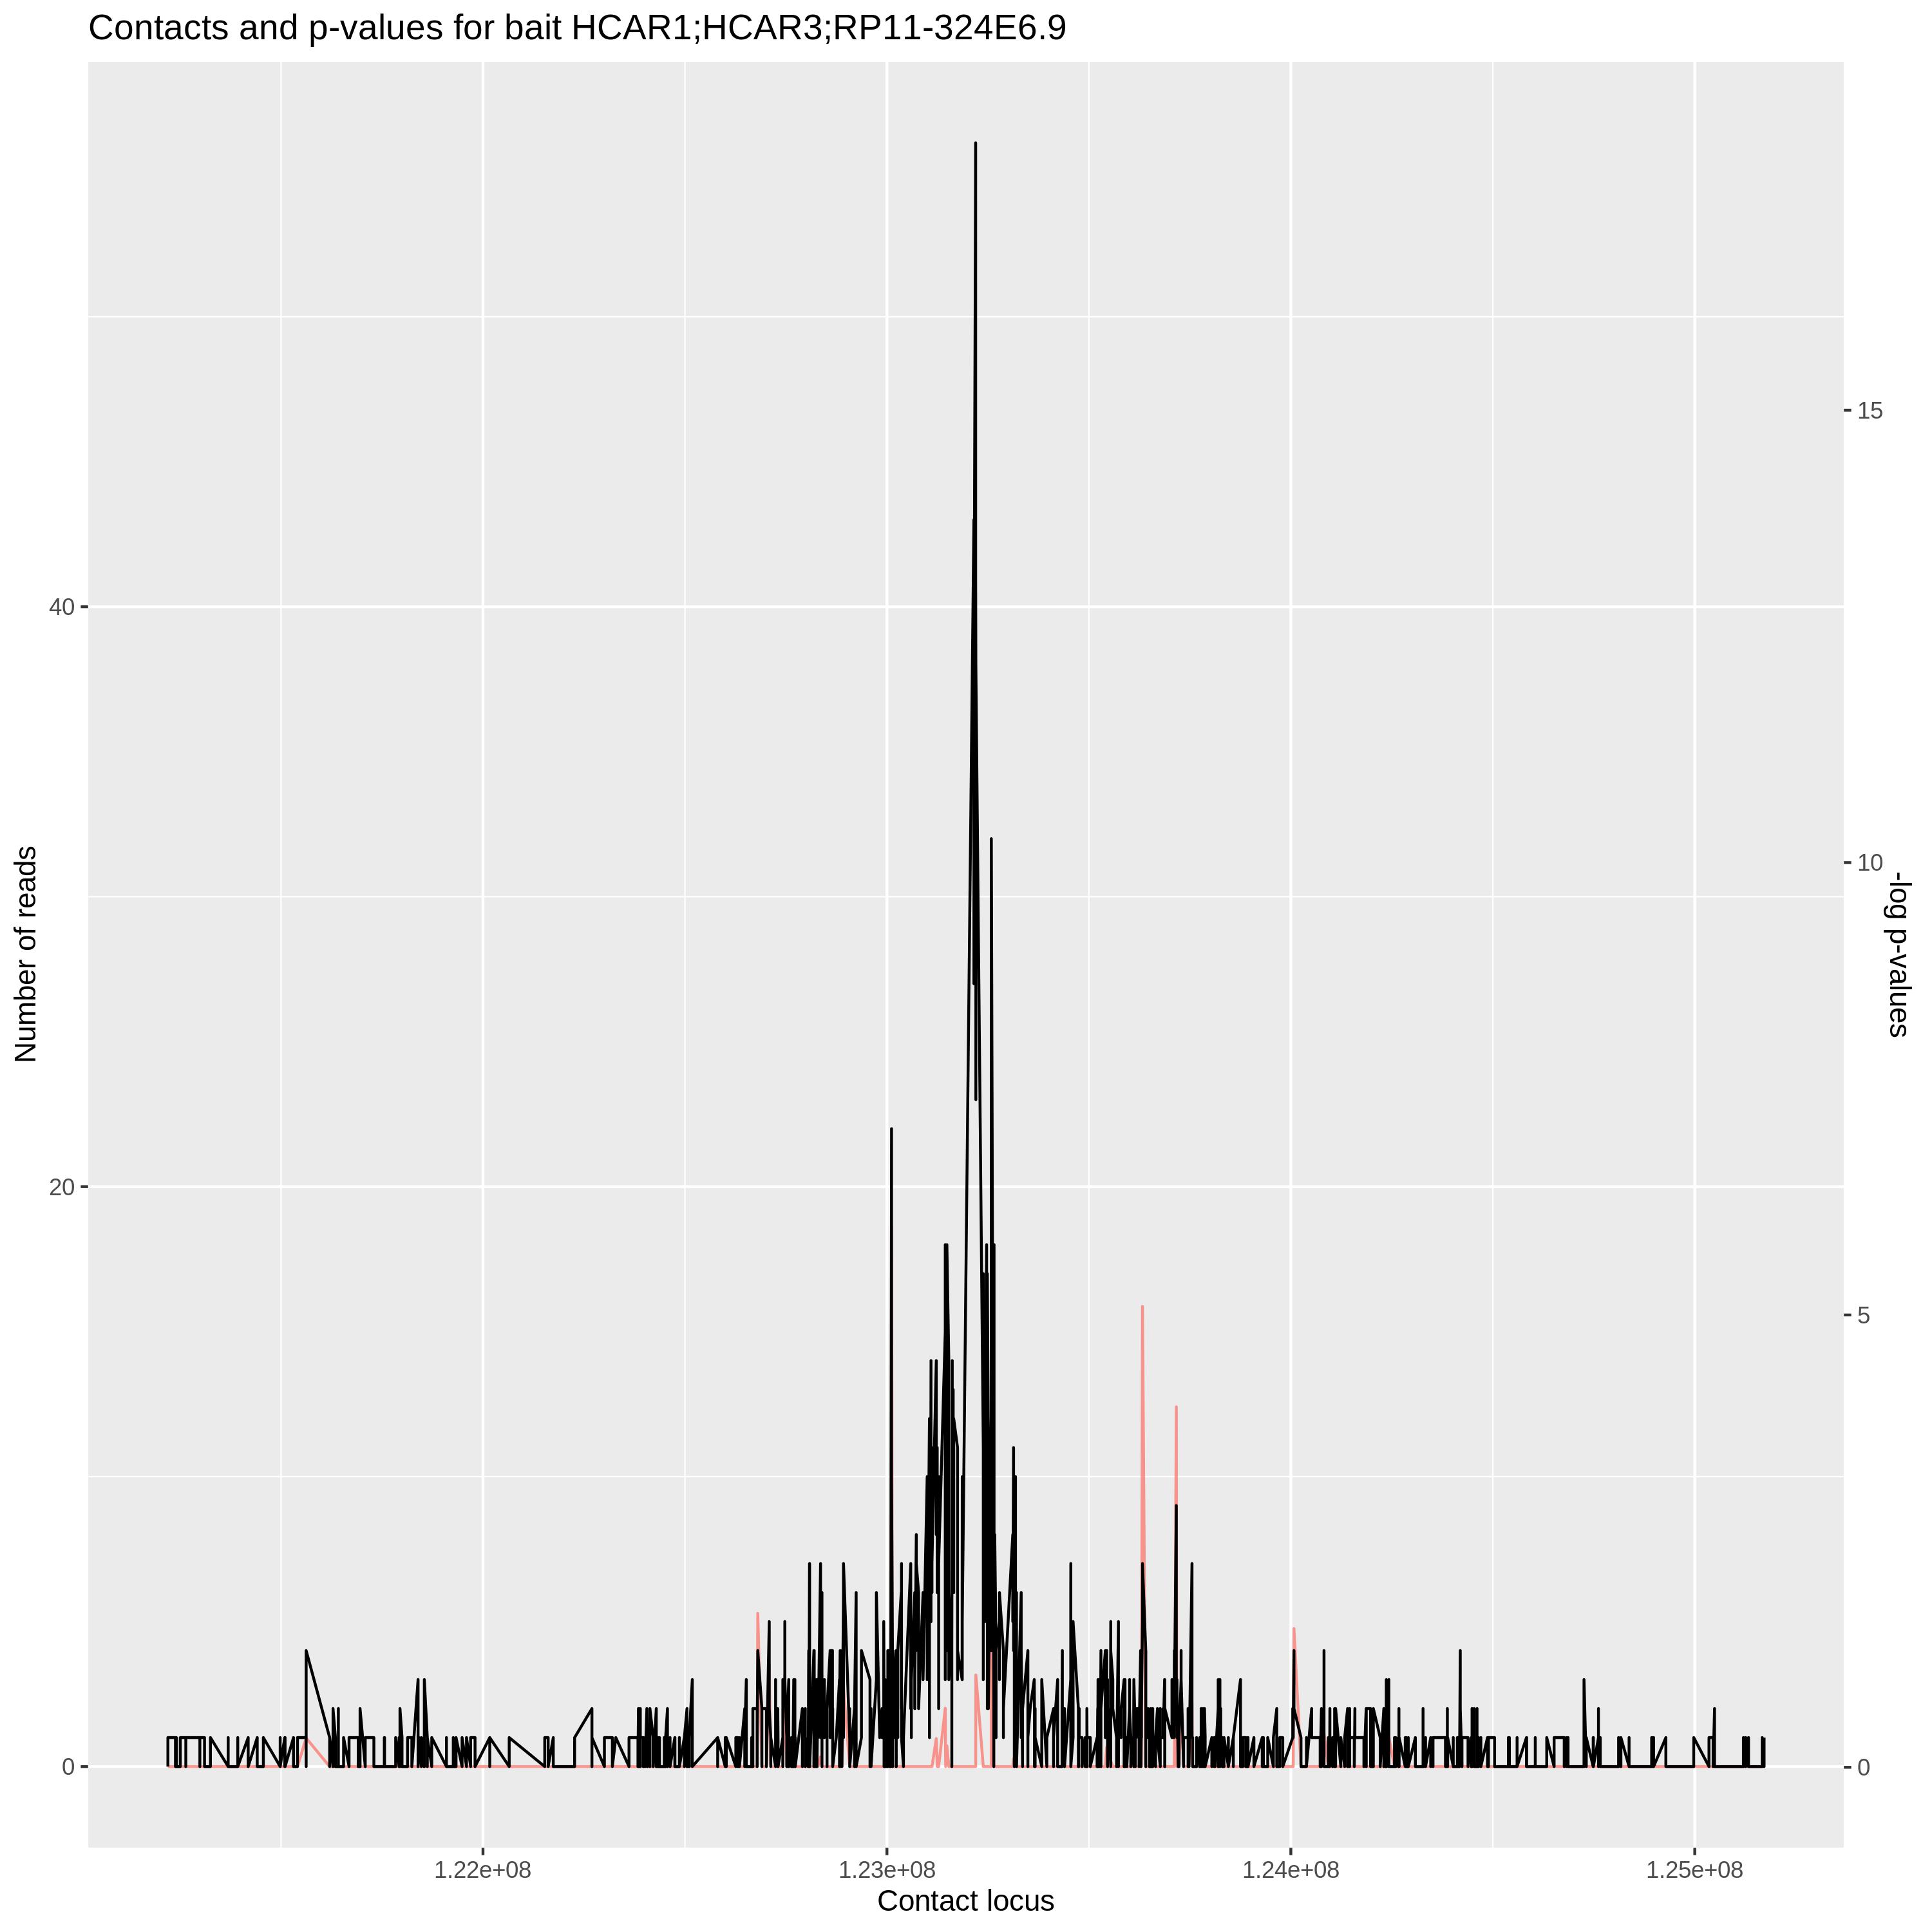 Contacts and p-values for bait HCAR1;HCAR3;RP11-324E6.9
Number of reads
40
20
0
15
10
5
0
-log p-values
1.22e+08
1.23e+08
1.24e+08
1.25e+08
Contact locus